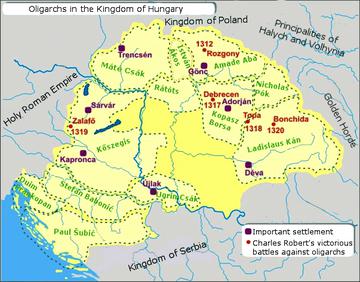 Oligarchs in the Kingdom of Hungary
Kingdom of Poland
Principalities of
Halych and Volhynia
Holy Roman Empire
Golden Horde
Kingdom of Serbia
Trencsén
Máté Csák
1312
Rozgony
Amadé Aba
Gönc
Rátóts
Nicholas
Pók
Debrecen
1317
Adorján
Kopasz
Borsa
Topa
1318
Bonchida
1320
Ladislaus Kán
Sárvár
Zalafő
1319
Kőszegis
Kapronca
Déva
Újlak
Ugrin Csák
Stefan Babonić
Paul Šubić
Important settlement
Charles Robert's victorious
battles against oligarchs